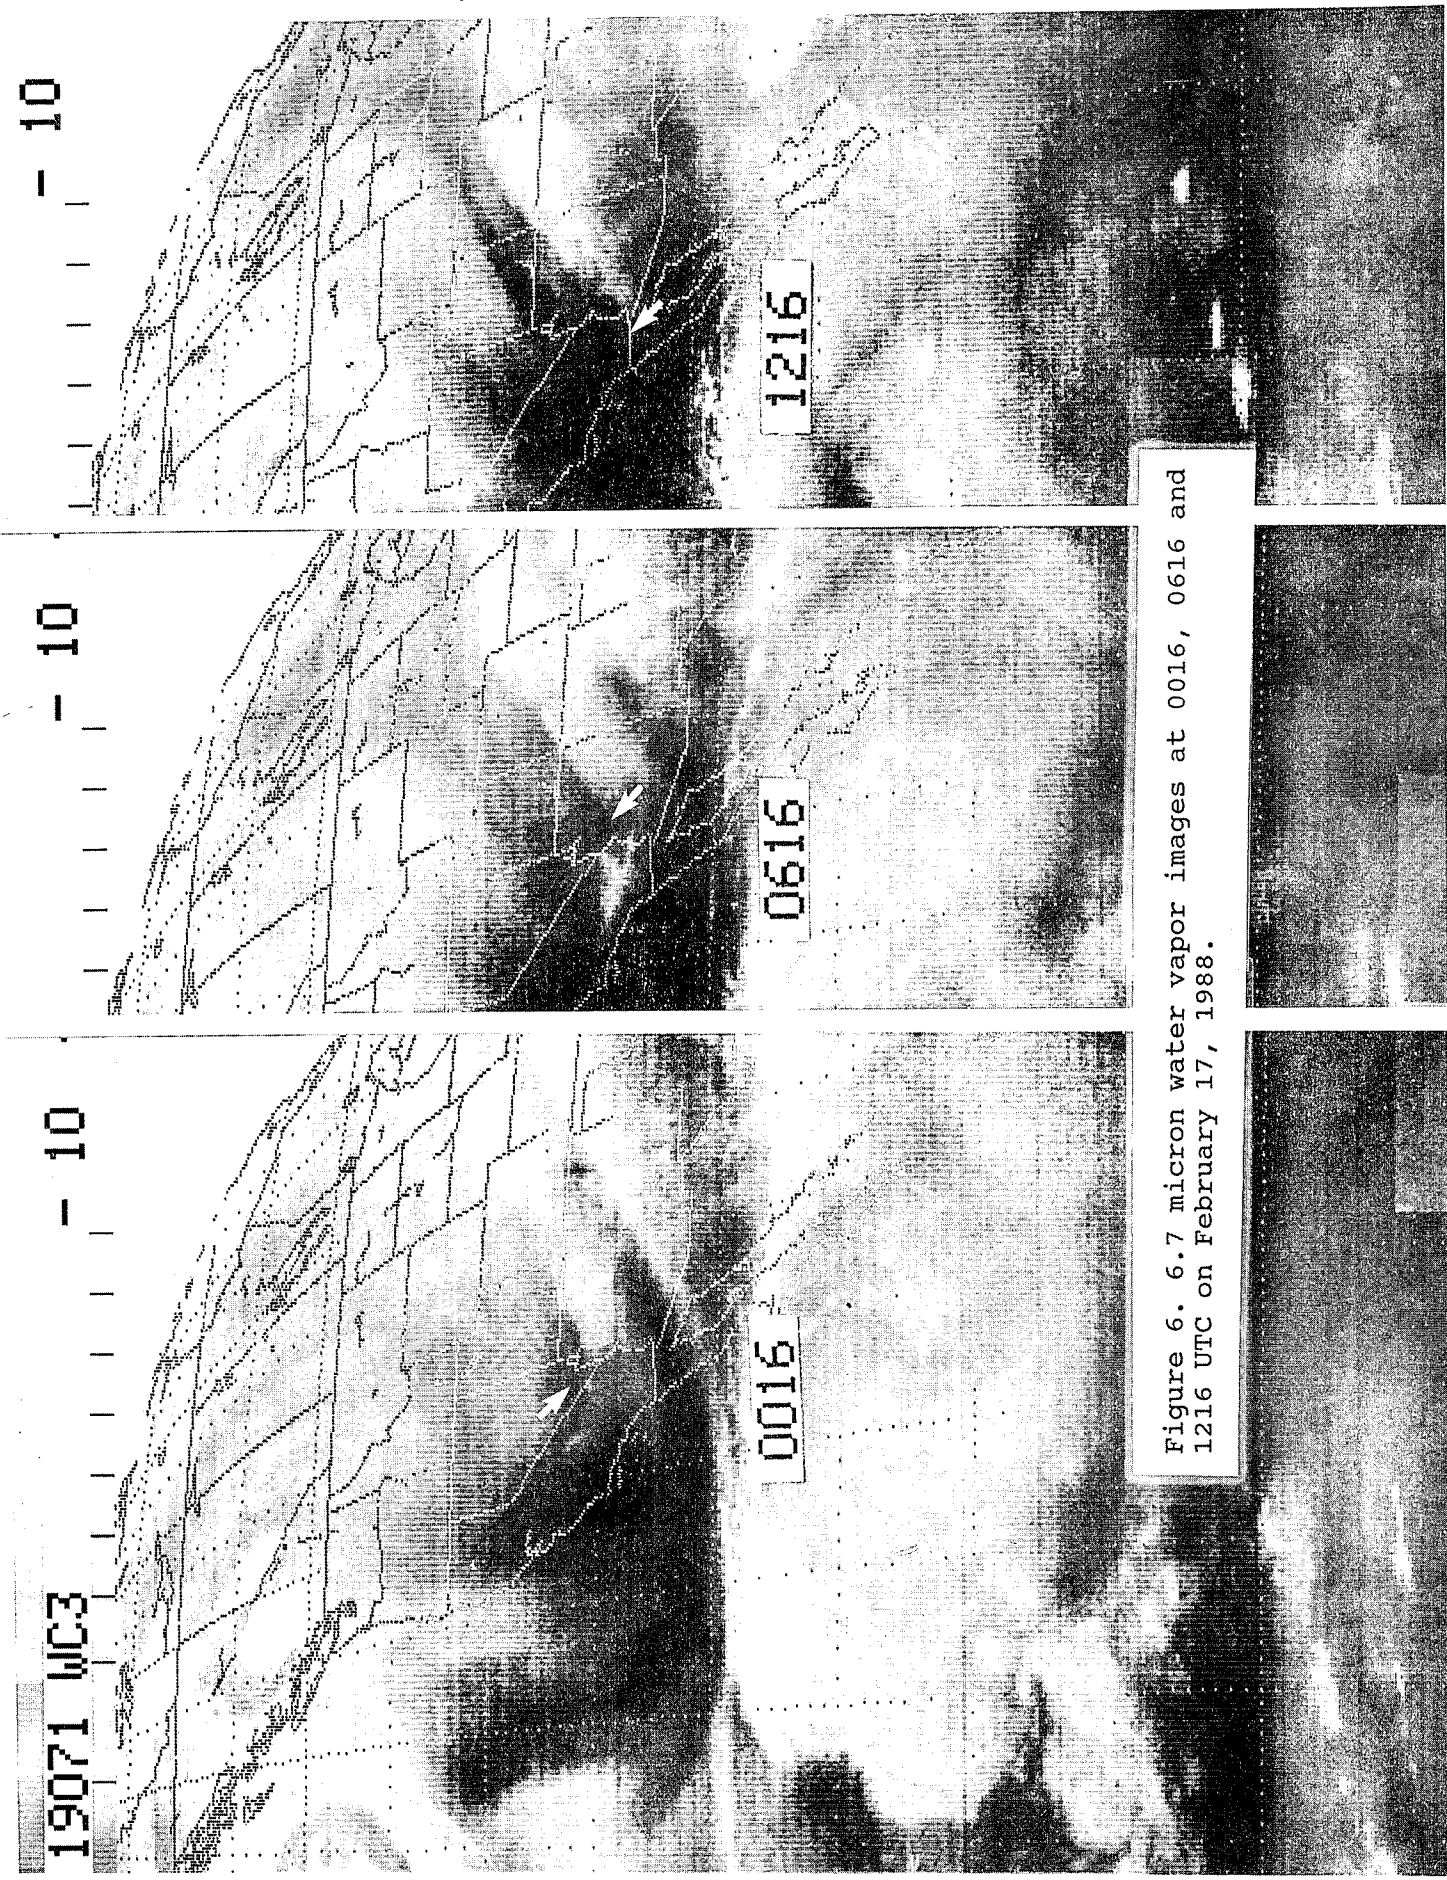 19071 WC3
- 10
- 10
- 10
0016
0616
1216
Figure 6. 6.7 micron water vapor images at 0016, 0616 and
1216 UTC on February 17, 1988.